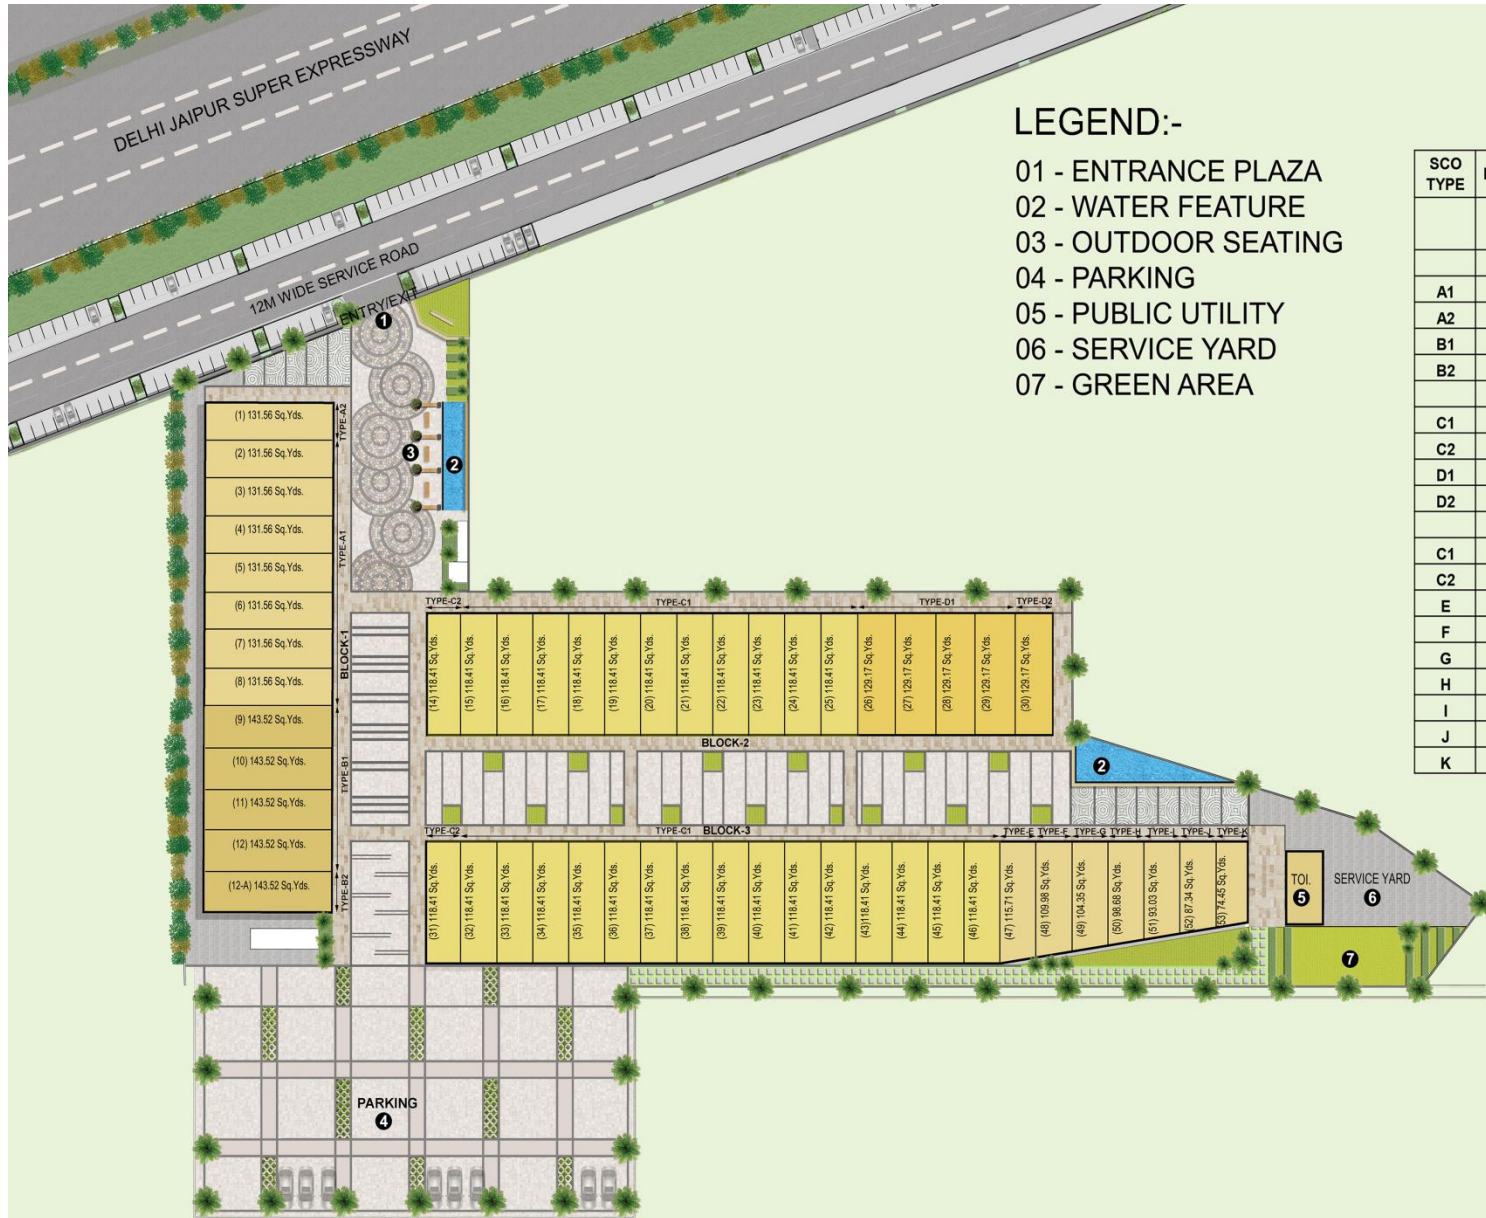 DELHI JAIPUR SUPER EXPRESSWAY
12M WIDE SERVICE ROAD
ENTRY/EXIT
LEGEND:-
01 - ENTRANCE PLAZA
02 - WATER FEATURE
03 - OUTDOOR SEATING
04 - PARKING
05 - PUBLIC UTILITY
06 - SERVICE YARD
07 - GREEN AREA
SCO
TYPE
A1
A2
B1
B2
C1
C2
D1
D2
C1
C2
E
F
G
H
I
J
K
1
2
3
(1) 131.56 Sq.Yds.
(2) 131.56 Sq.Yds.
(3) 131.56 Sq.Yds.
(4) 131.56 Sq.Yds.
(5) 131.56 Sq.Yds.
(6) 131.56 Sq.Yds.
(7) 131.56 Sq.Yds.
(8) 131.56 Sq.Yds.
(9) 143.52 Sq.Yds.
(10) 143.52 Sq.Yds.
(11) 143.52 Sq.Yds.
(12) 143.52 Sq.Yds.
(12-A) 143.52 Sq.Yds.
TYPE-A2
TYPE-A1
BLOCK-1
TYPE-B1
TYPE-B2
TYPE-C2
TYPE-C1
TYPE-D1
TYPE-D2
(14) 118.41 Sq.Yds.
(15) 118.41 Sq.Yds.
(16) 118.41 Sq.Yds.
(17) 118.41 Sq.Yds.
(18) 118.41 Sq.Yds.
(19) 118.41 Sq.Yds.
(20) 118.41 Sq.Yds.
(21) 118.41 Sq.Yds.
(22) 118.41 Sq.Yds.
(23) 118.41 Sq.Yds.
(24) 118.41 Sq.Yds.
(25) 118.41 Sq.Yds.
(26) 129.17 Sq.Yds.
(27) 129.17 Sq.Yds.
(28) 129.17 Sq.Yds.
(29) 129.17 Sq.Yds.
(30) 129.17 Sq.Yds.
BLOCK-2
2
TYPE-C2
TYPE-C1
BLOCK-3
TYPE-E
TYPE-F
TYPE-G
TYPE-H
TYPE-I
TYPE-J
TYPE-K
(31) 118.41 Sq.Yds.
(32) 118.41 Sq.Yds.
(33) 118.41 Sq.Yds.
(34) 118.41 Sq.Yds.
(35) 118.41 Sq.Yds.
(36) 118.41 Sq.Yds.
(37) 118.41 Sq.Yds.
(38) 118.41 Sq.Yds.
(39) 118.41 Sq.Yds.
(40) 118.41 Sq.Yds.
(41) 118.41 Sq.Yds.
(42) 118.41 Sq.Yds.
(43)118.41 Sq.Yds.
(44) 118.41 Sq.Yds.
(45) 118.41 Sq.Yds.
(46) 118.41 Sq.Yds.
(47) 115.71 Sq.Yds.
(48) 109.98 Sq.Yds.
(49) 104.35 Sq.Yds.
(50) 98.68 Sq.Yds.
(51) 93.03 Sq.Yds.
(52) 87.34 Sq.Yds.
(53) 74.45 Sq.Yds.
TOI.
5
SERVICE YARD
6
7
PARKING
4